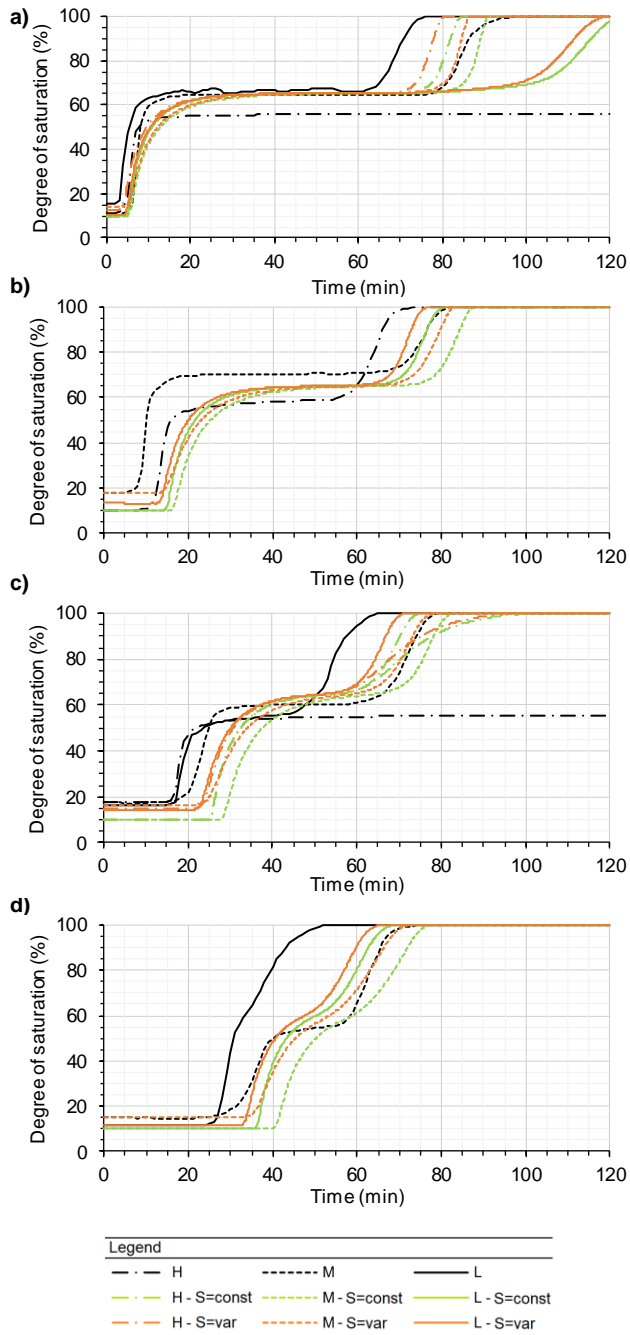 a)
Degree of saturation (%)
100
80
60
40
20
0
0 20 40 60 80 100 120
Time (min)
b)
Degree of saturation (%)
100
80
60
40
20
0
0 20 40 60 80 100 120
Time (min)
c)
Degree of saturation (%)
100
80
60
40
20
0
0 20 40 60 80 100 120
Time (min)
d)
Degree of saturation (%)
100
80
60
40
20
0
0 20 40 60 80 100 120
Time (min)
Legend
H M L
H - S=const M - S=const L - S=const
H - S=var M - S=var L - S=var